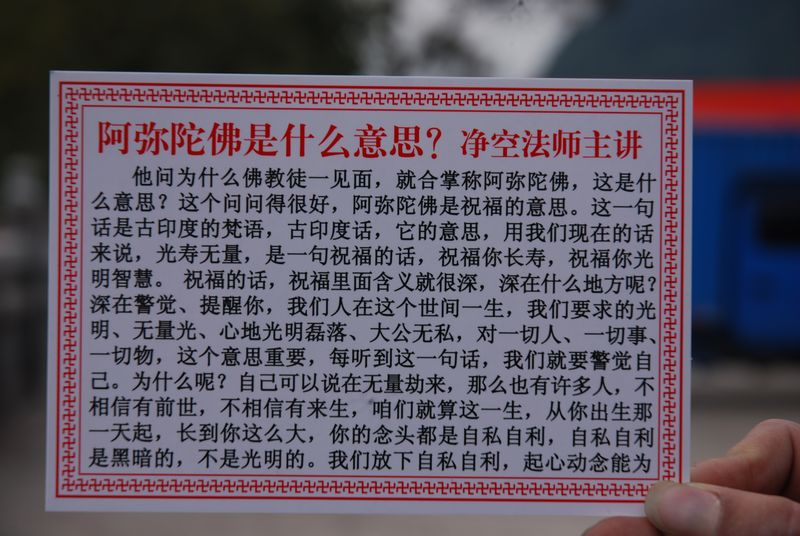 阿弥陀佛是什么意思？ 净空法师主讲
他问为什么佛教徒一见面，就合掌称阿弥陀佛，这是什
么意思？这个问问得很好，阿弥陀佛是祝福的意思。这一句
话是古印度的梵语，古印度话，它的意思，用我们现在的话
来说，光寿无量，是一句祝福的话，祝福你长寿，祝福你光
明智慧。 祝福的话，祝福里面含义就很深，深在什么地方呢？
深在警觉、提醒你，我们人在这个世间一生，我们要求的光
明、无量光、心地光明磊落、大公无私，对一切人、一切事、
一切物，这个意思重要，每听到这一句话，我们就要警觉自
己。为什么呢？自己可以说在无量劫来，那么也有许多人，不
相信有前世，不相信有来生，咱们就算这一生，从你出生那
一天起，长到你这么大，你的念头都是自私自利，自私自利
是黑暗的，不是光明的。我们放下自私自利，起心动念能为